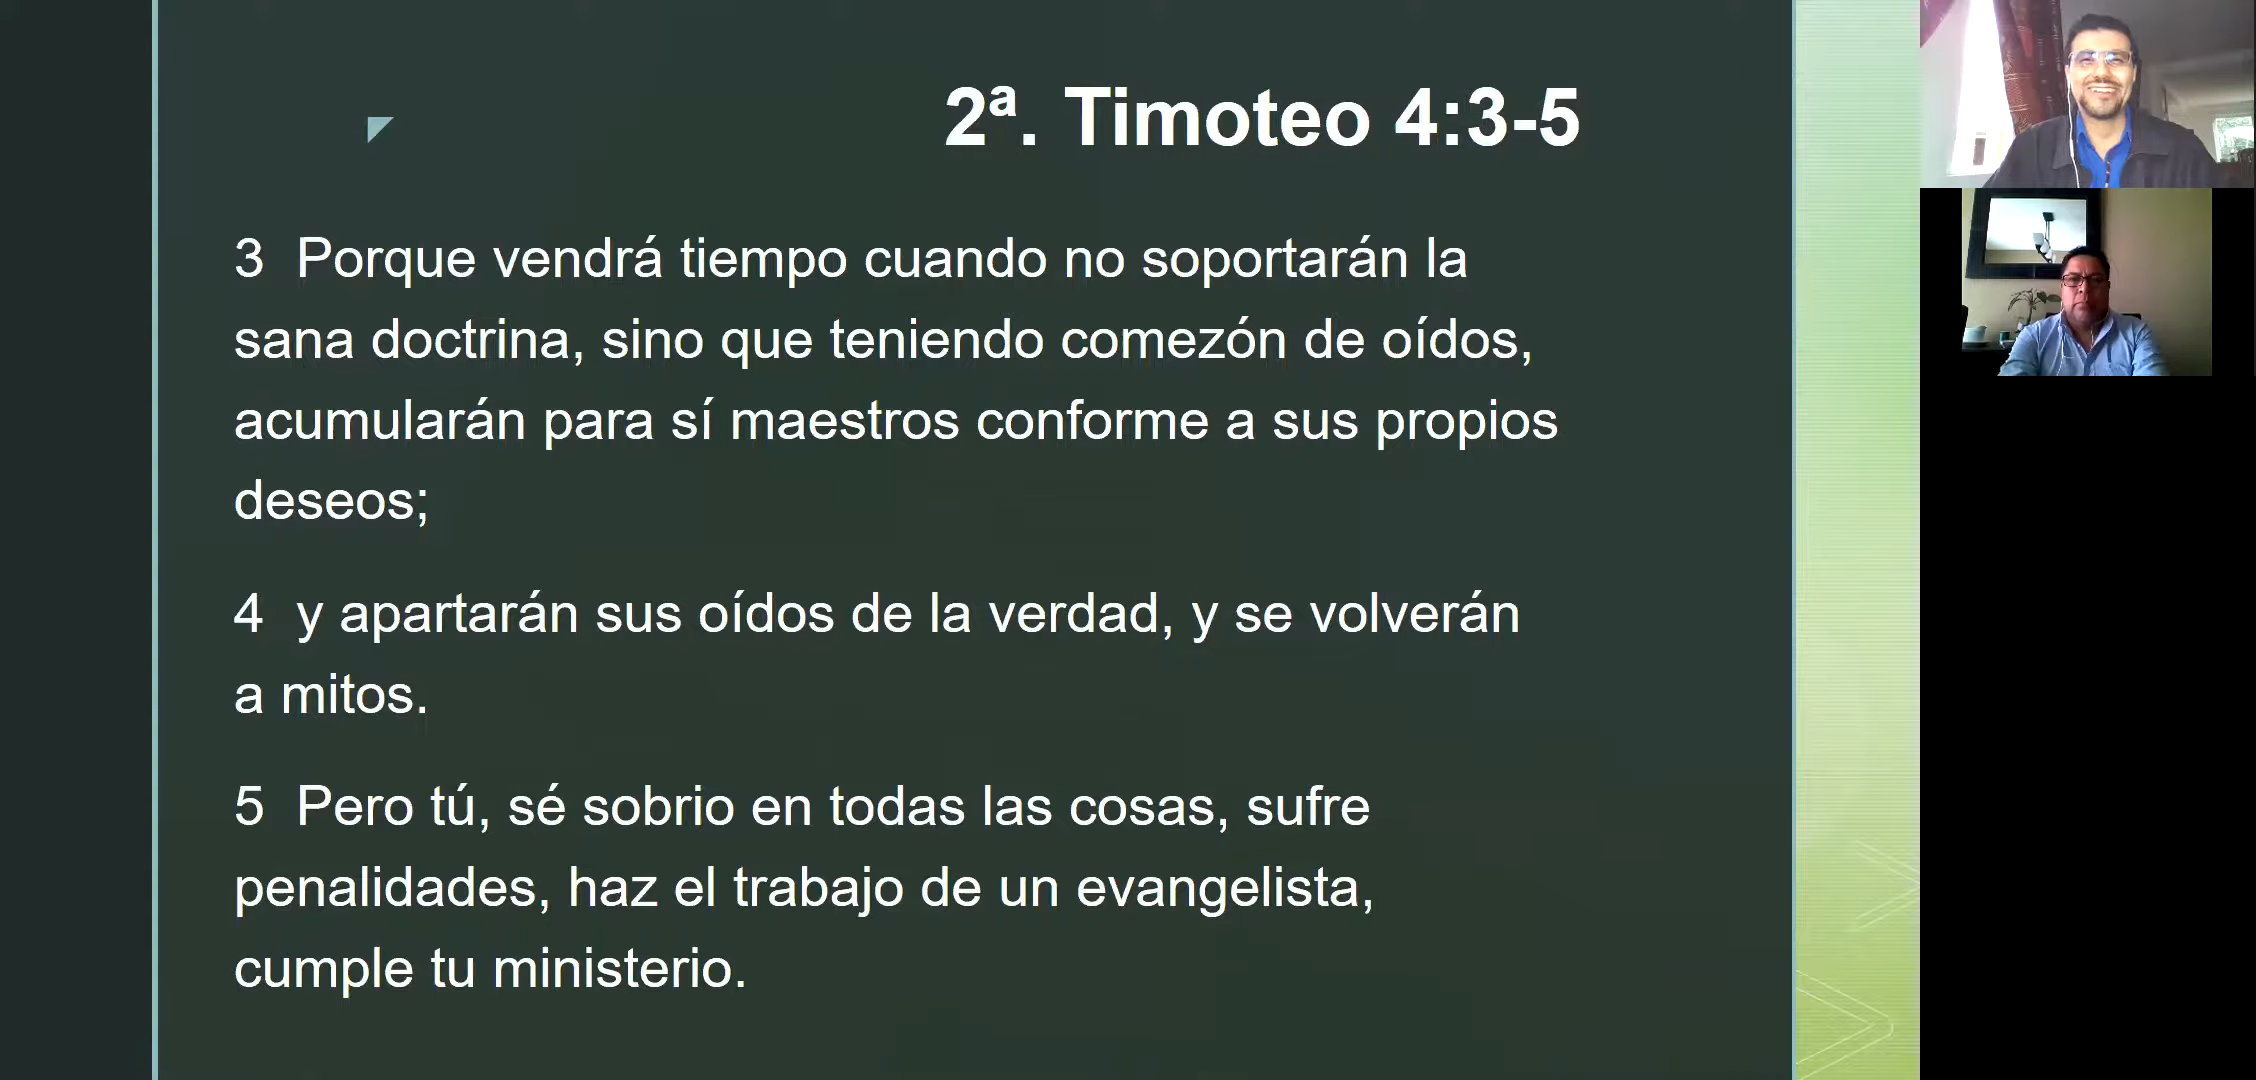 2ª. Timoteo 4:3-5
3 Porque vendrá tiempo cuando no soportarán la
sana doctrina, sino que teniendo comezón de oídos,
acumularán para sí maestros conforme a sus propios
deseos;
4 y apartarán sus oídos de la verdad, y se volverán
a mitos.
5 Pero tú, sé sobrio en todas las cosas, sufre
penalidades, haz el trabajo de un evangelista,
cumple tu ministerio.